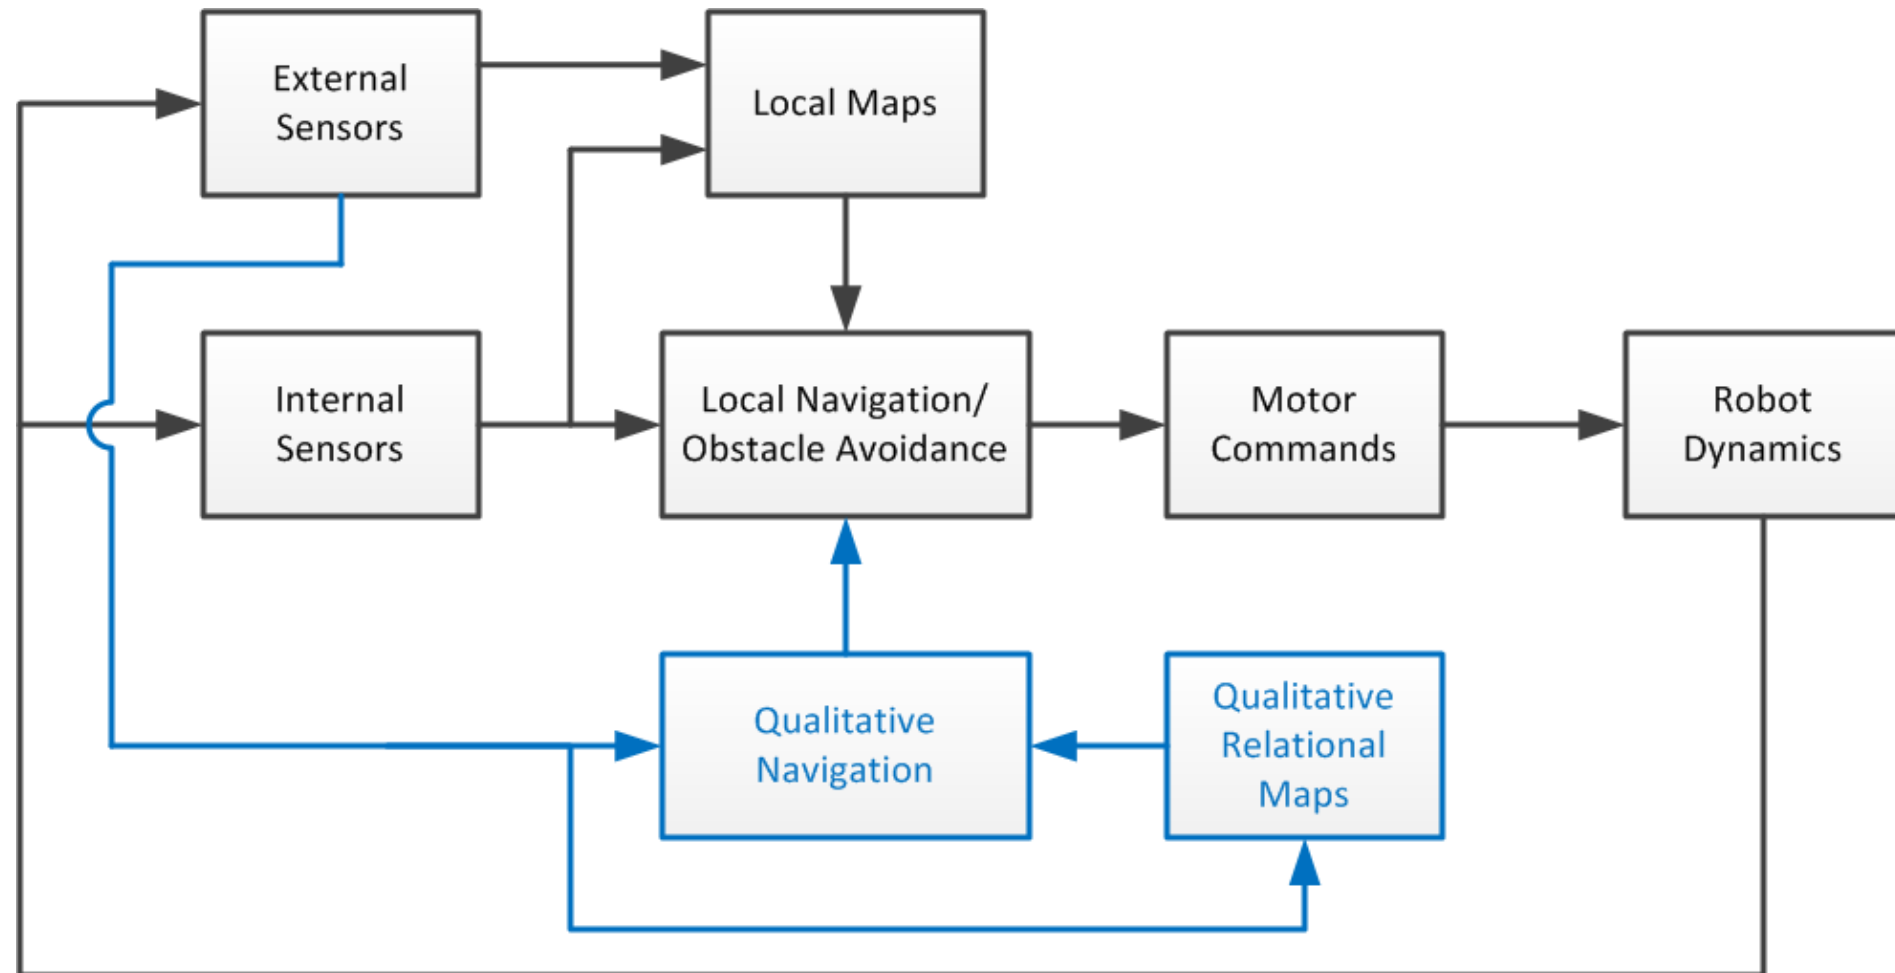 External
Sensors
Local Maps
Internal
Sensors
Local Navigation/
Obstacle Avoidance
Motor
Commands
Robot
Dynamics
Qualitative
Navigation
Qualitative
Relational
Maps